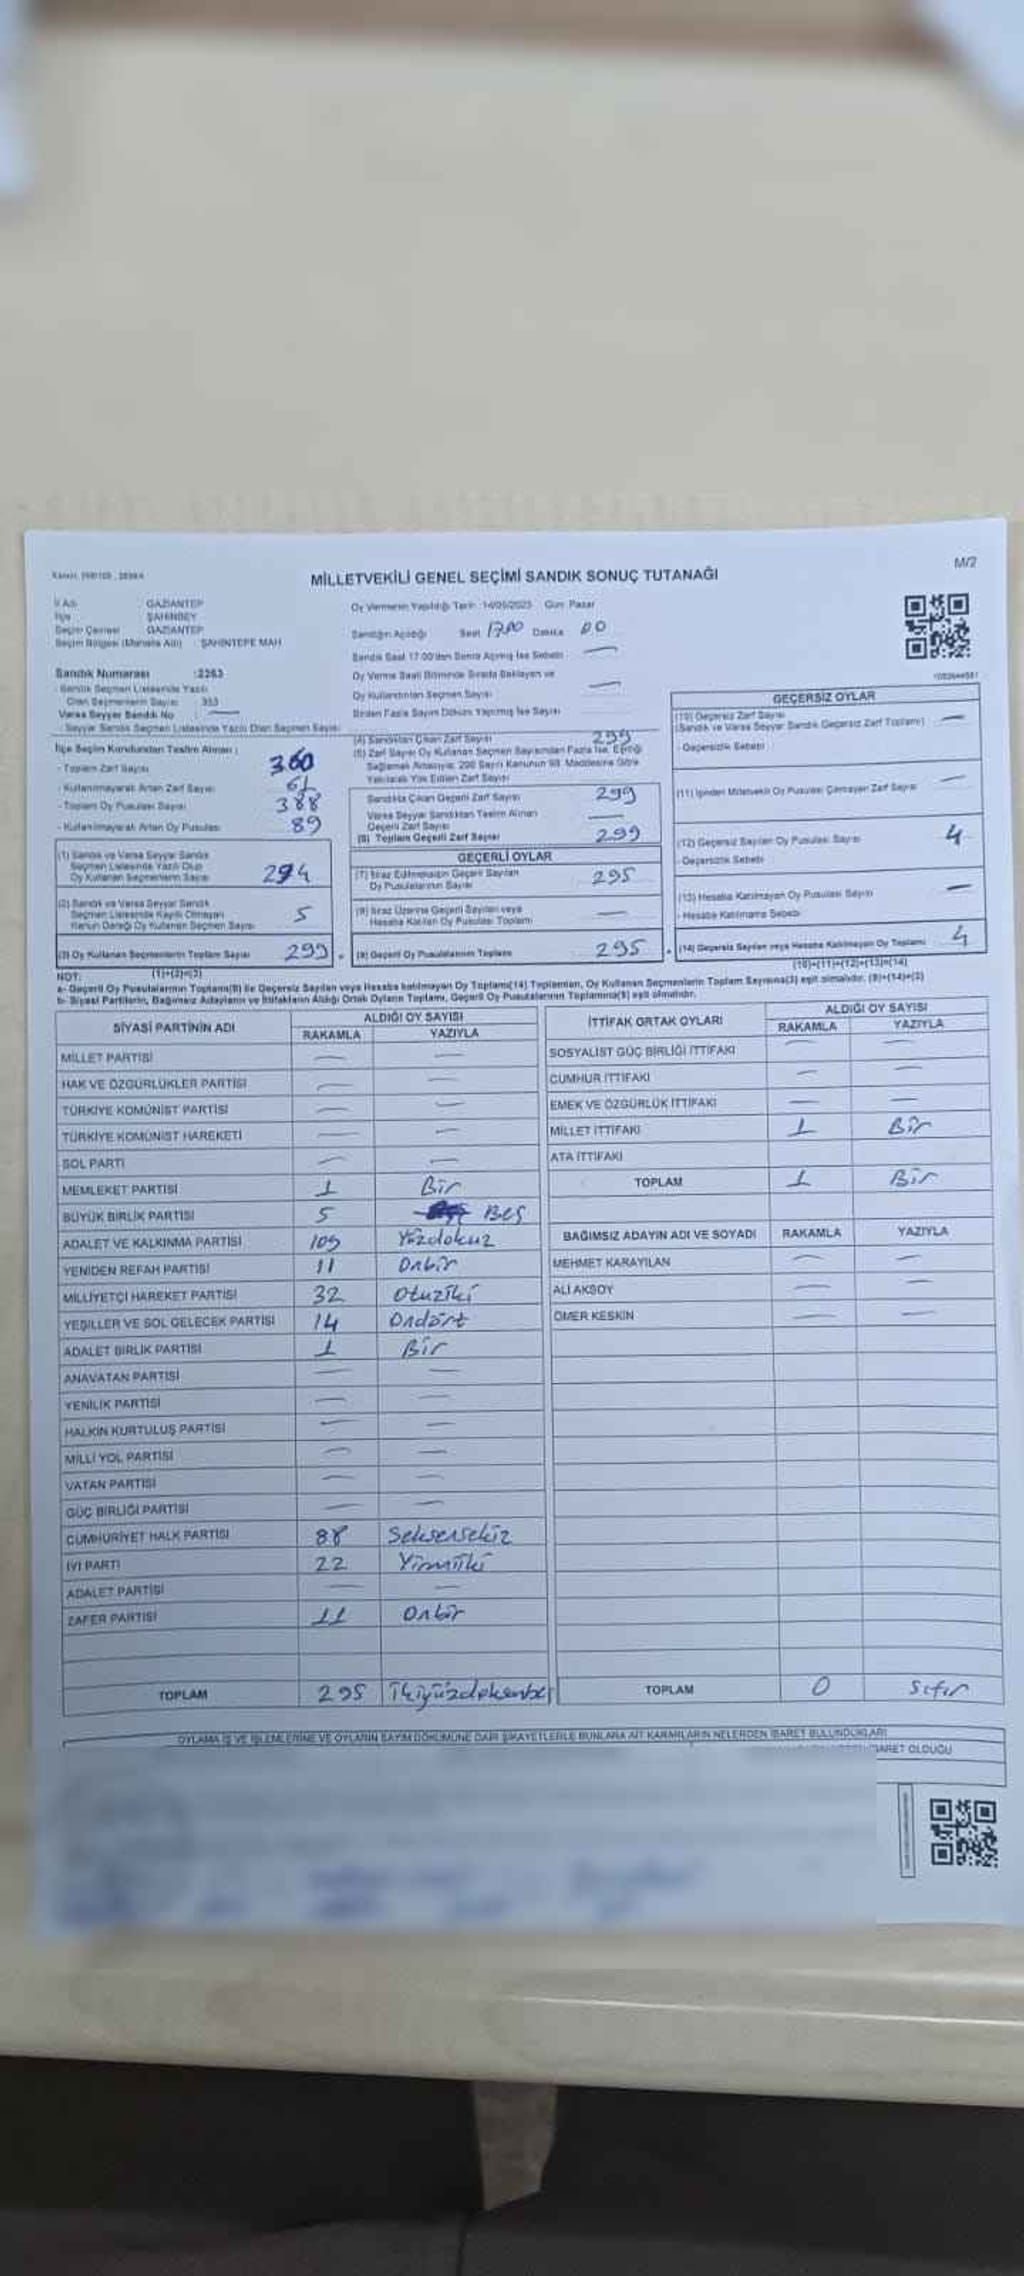 MİLLETVEKİLİ GENEL SEÇİMİ SANDIK SONUÇ TUTANAĞI
M/2
İl Adı : GAZİANTEP
İlçe : ŞAHİNBEY
Seçim Çevresi : GAZİANTEP
Seçim Bölgesi (Mahalle Adı) : ŞAHİNTEPE MAH
Sandık Numarası :2263
- Sandık Seçmen Listesinde Yazılı
Olan Seçmenlerin Sayısı : 353
Varsa Seyyar Sandık No —
- Seyyar Sandık Seçmen Listesinde Yazılı Olan Seçmen Sayısı
Oy Vermenin Yapıldığı Tarih :14/05/2023 Gün: Pazar
Sandığın Açıldığı Saat 17:00 Dakika 00
Sandık Saat 17:00'den Sonra Açılmış İse Sebebi —
Oy Verme Saati Bitiminde Sırada Bekleyen ve
Oy Kullandırılan Seçmen Sayısı —
Birden Fazla Sayım Döküm Yapılmış İse Sayısı
İlçe Seçim Kurulundan Teslim Alınan :
- Toplam Zarf Sayısı 360
- Kullanılmayarak Artan Zarf Sayısı 61
- Toplam Oy Pusulası Sayısı 388
- Kullanılmayarak Artan Oy Pusulası 89
(1) Sandık ve Varsa Seyyar Sandık
Seçmen Listesinde Yazılı Olup
Oy Kullanan Seçmenlerin Sayısı 294
(2) Sandık ve Varsa Seyyar Sandık
Seçmen Listesinde Kayıtlı Olmayan
Kanun Gereği Oy Kullanan Seçmen Sayısı 5
(3) Oy Kullanan Seçmenlerin Toplam Sayısı 299
(1)+(2)=(3)
(4) Sandıktan Çıkan Zarf Sayısı 299
(5) Zarf Sayısı Oy Kullanan Seçmen Sayısından Fazla İse, Eşitliği
Sağlamak Amacıyla, 298 Sayılı Kanunun 98. Maddesine Göre
Yakılarak Yok Edilen Zarf Sayısı
Sandıkta Çıkan Geçerli Zarf Sayısı 299
Varsa Seyyar Sandıktan Teslim Alınan
Geçerli Zarf Sayısı —
(6) Toplam Geçerli Zarf Sayısı 299
GEÇERLİ OYLAR
(7) İtiraz Edilmeksizin Geçerli Sayılan
Oy Pusulalarının Sayısı 295
(8) İtiraz Üzerine Geçerli Sayılan veya
Hesaba Katılan Oy Pusulası Toplamı —
(9) Geçerli Oy Pusulalarının Toplamı 295
GEÇERSİZ OYLAR
(10) Geçersiz Zarf Sayısı
(Sandık ve Varsa Seyyar Sandık Geçersiz Zarf Toplamı) —
- Geçersizlik Sebebi
(11) İçinden Milletvekili Oy Pusulası Çıkmayan Zarf Sayısı —
(12) Geçersiz Sayılan Oy Pusulası Sayısı 4
- Geçersizlik Sebebi
(13) Hesaba Katılmayan Oy Pusulası Sayısı —
- Hesaba Katılmama Sebebi
(14) Geçersiz Sayılan veya Hesaba Katılmayan Oy Toplamı 4
(10)+(11)+(12)+(13)=(14)
NOT:
a- Geçerli Oy Pusulalarının Toplamı(9) ile Geçersiz Sayılan veya Hesaba katılmayan Oy Toplamı(14) Toplamları, Oy Kullanan Seçmenlerin Toplam Sayısına(3) eşit olmalıdır. (9)+(14)=(3)
b- Siyasi Partilerin, Bağımsız Adayların ve İttifakların Aldığı Ortak Oyların Toplamı, Geçerli Oy Pusulalarının Toplamına(9) eşit olmalıdır.
SİYASİ PARTİNİN ADI ALDIĞI OY SAYISI
RAKAMLA YAZIYLA
MİLLET PARTİSİ — —
HAK VE ÖZGÜRLÜKLER PARTİSİ — —
TÜRKİYE KOMÜNİST PARTİSİ — —
TÜRKİYE KOMÜNİST HAREKETİ — —
SOL PARTİ — —
MEMLEKET PARTİSİ 1 Bir
BÜYÜK BİRLİK PARTİSİ 5 Beş
ADALET VE KALKINMA PARTİSİ 109 Yüzdokuz
YENİDEN REFAH PARTİSİ 11 Onbir
MİLLİYETÇİ HAREKET PARTİSİ 32 Otuziki
YEŞİLLER VE SOL GELECEK PARTİSİ 14 Ondört
ADALET BİRLİK PARTİSİ 1 Bir
ANAVATAN PARTİSİ — —
YENİLİK PARTİSİ — —
HALKIN KURTULUŞ PARTİSİ — —
MİLLİ YOL PARTİSİ — —
VATAN PARTİSİ — —
GÜÇ BİRLİĞİ PARTİSİ — —
CUMHURİYET HALK PARTİSİ 88 Seksensekiz
İYİ PARTİ 22 Yirmiiki
ADALET PARTİSİ — —
ZAFER PARTİSİ 11 Onbir
TOPLAM 295 İkiyüzdoksanbeş
İTTİFAK ORTAK OYLARI ALDIĞI OY SAYISI
RAKAMLA YAZIYLA
SOSYALİST GÜÇ BİRLİĞİ İTTİFAKI — —
CUMHUR İTTİFAKI — —
EMEK VE ÖZGÜRLÜK İTTİFAKI — —
MİLLET İTTİFAKI 1 Bir
ATA İTTİFAKI
TOPLAM 1 Bir
BAĞIMSIZ ADAYIN ADI VE SOYADI RAKAMLA YAZIYLA
MEHMET KARAYILAN — —
ALİ AKSOY — —
ÖMER KESKİN — —
TOPLAM 0 Sıfır
OYLAMA İŞ VE İŞLEMLERİNE VE OYLARIN SAYIM DÖKÜMÜNE DAİR ŞİKAYETLERLE BUNLARA AİT KARARLARIN NELERDEN İBARET BULUNDUKLARI
İBARET OLDUĞU